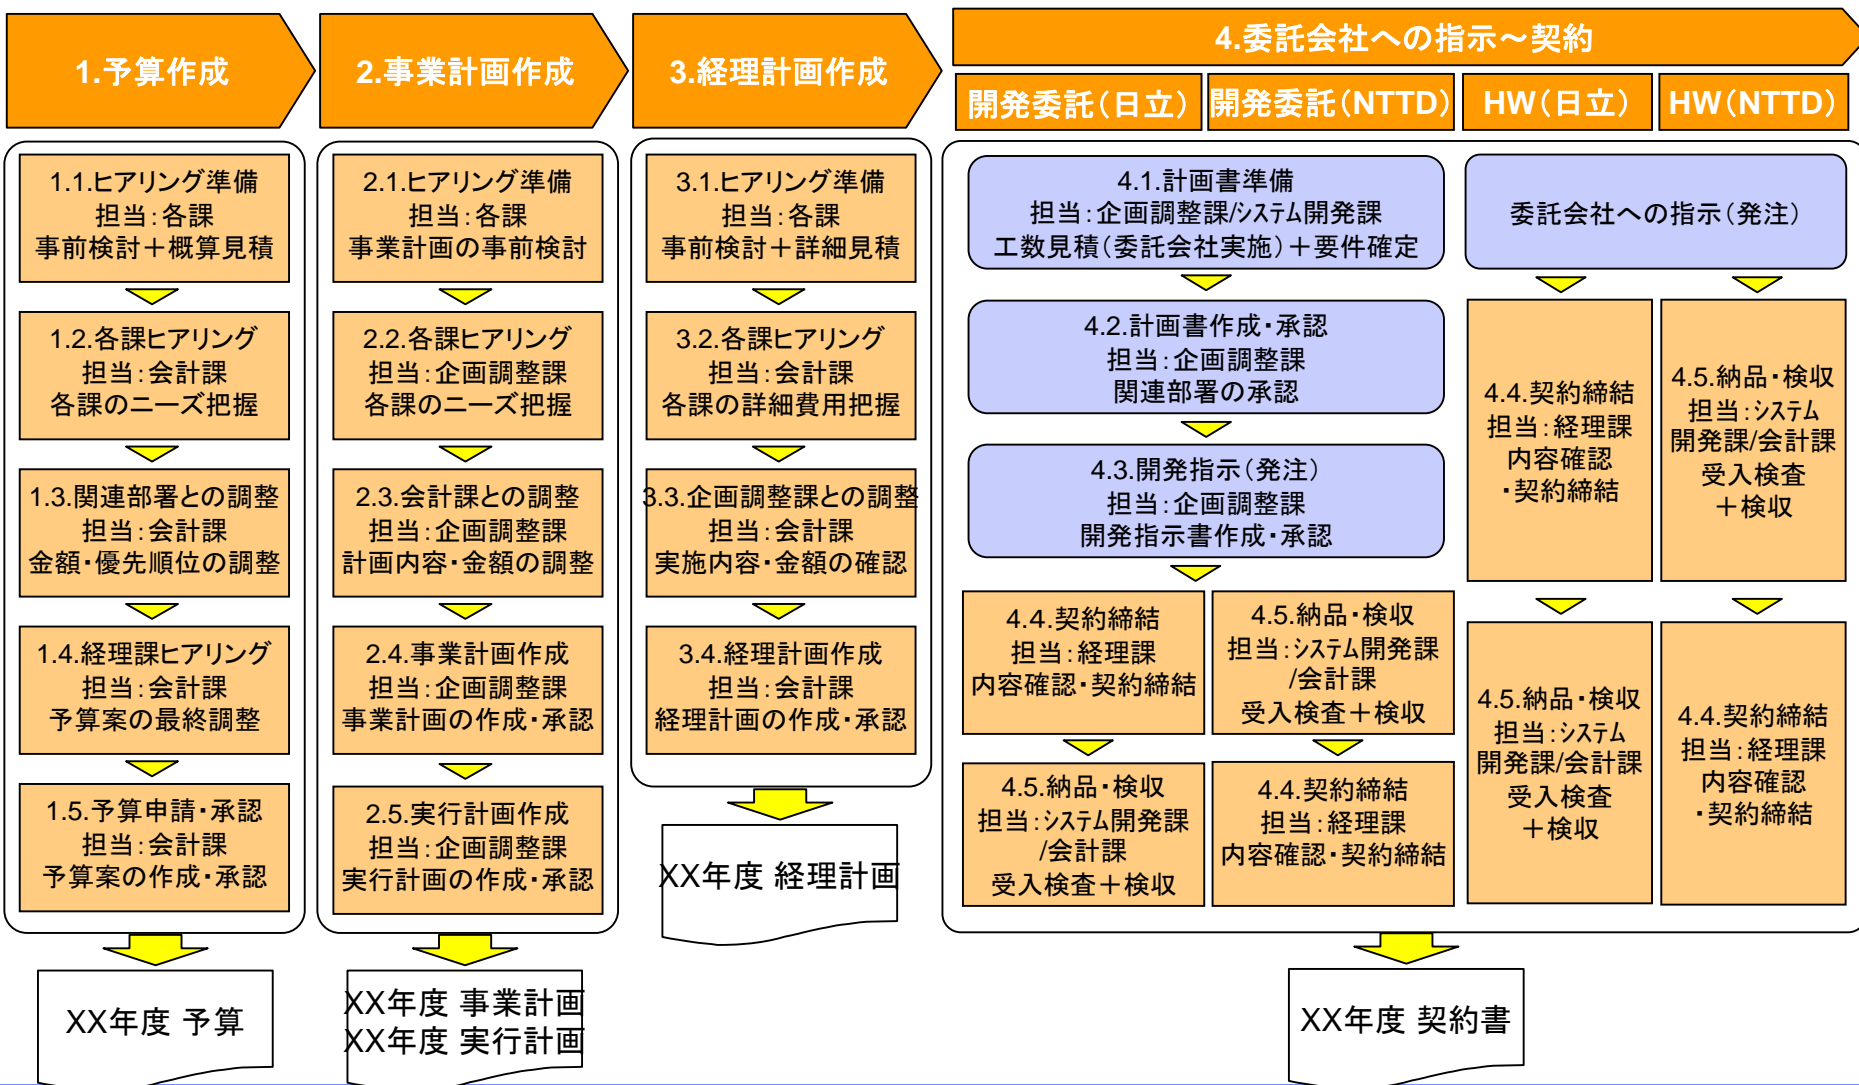 1.予算作成
2.事業計画作成
3.経理計画作成
4.委託会社への指示～契約
開発委託（日立）
開発委託（NTTD）
HW（日立）
HW（NTTD）
1.1.ヒアリング準備
担当：各課
事前検討＋概算見積
1.2.各課ヒアリング
担当：会計課
各課のニーズ把握
1.3.関連部署との調整
担当：会計課
金額・優先順位の調整
1.4.経理課ヒアリング
担当：会計課
予算案の最終調整
1.5.予算申請・承認
担当：会計課
予算案の作成・承認
XX年度 予算
2.1.ヒアリング準備
担当：各課
事業計画の事前検討
2.2.各課ヒアリング
担当：企画調整課
各課のニーズ把握
2.3.会計課との調整
担当：企画調整課
計画内容・金額の調整
2.4.事業計画作成
担当：企画調整課
事業計画の作成・承認
2.5.実行計画作成
担当：企画調整課
実行計画の作成・承認
XX年度 事業計画
XX年度 実行計画
3.1.ヒアリング準備
担当：各課
事前検討＋詳細見積
3.2.各課ヒアリング
担当：会計課
各課の詳細費用把握
3.3.企画調整課との調整
担当：会計課
実施内容・金額の確認
3.4.経理計画作成
担当：会計課
経理計画の作成・承認
XX年度 経理計画
4.1.計画書準備
担当：企画調整課/ｼｽﾃﾑ開発課
工数見積（委託会社実施）＋要件確定
4.2.計画書作成・承認
担当：企画調整課
関連部署の承認
4.3.開発指示（発注）
担当：企画調整課
開発指示書作成・承認
4.4.契約締結
担当：経理課
内容確認・契約締結
4.5.納品・検収
担当：ｼｽﾃﾑ開発課
/会計課
受入検査＋検収
4.5.納品・検収
担当：ｼｽﾃﾑ開発課
/会計課
受入検査＋検収
4.4.契約締結
担当：経理課
内容確認・契約締結
委託会社への指示（発注）
4.4.契約締結
担当：経理課
内容確認
・契約締結
4.5.納品・検収
担当：ｼｽﾃﾑ
開発課/会計課
受入検査
＋検収
4.5.納品・検収
担当：ｼｽﾃﾑ
開発課/会計課
受入検査
＋検収
4.4.契約締結
担当：経理課
内容確認
・契約締結
XX年度 契約書